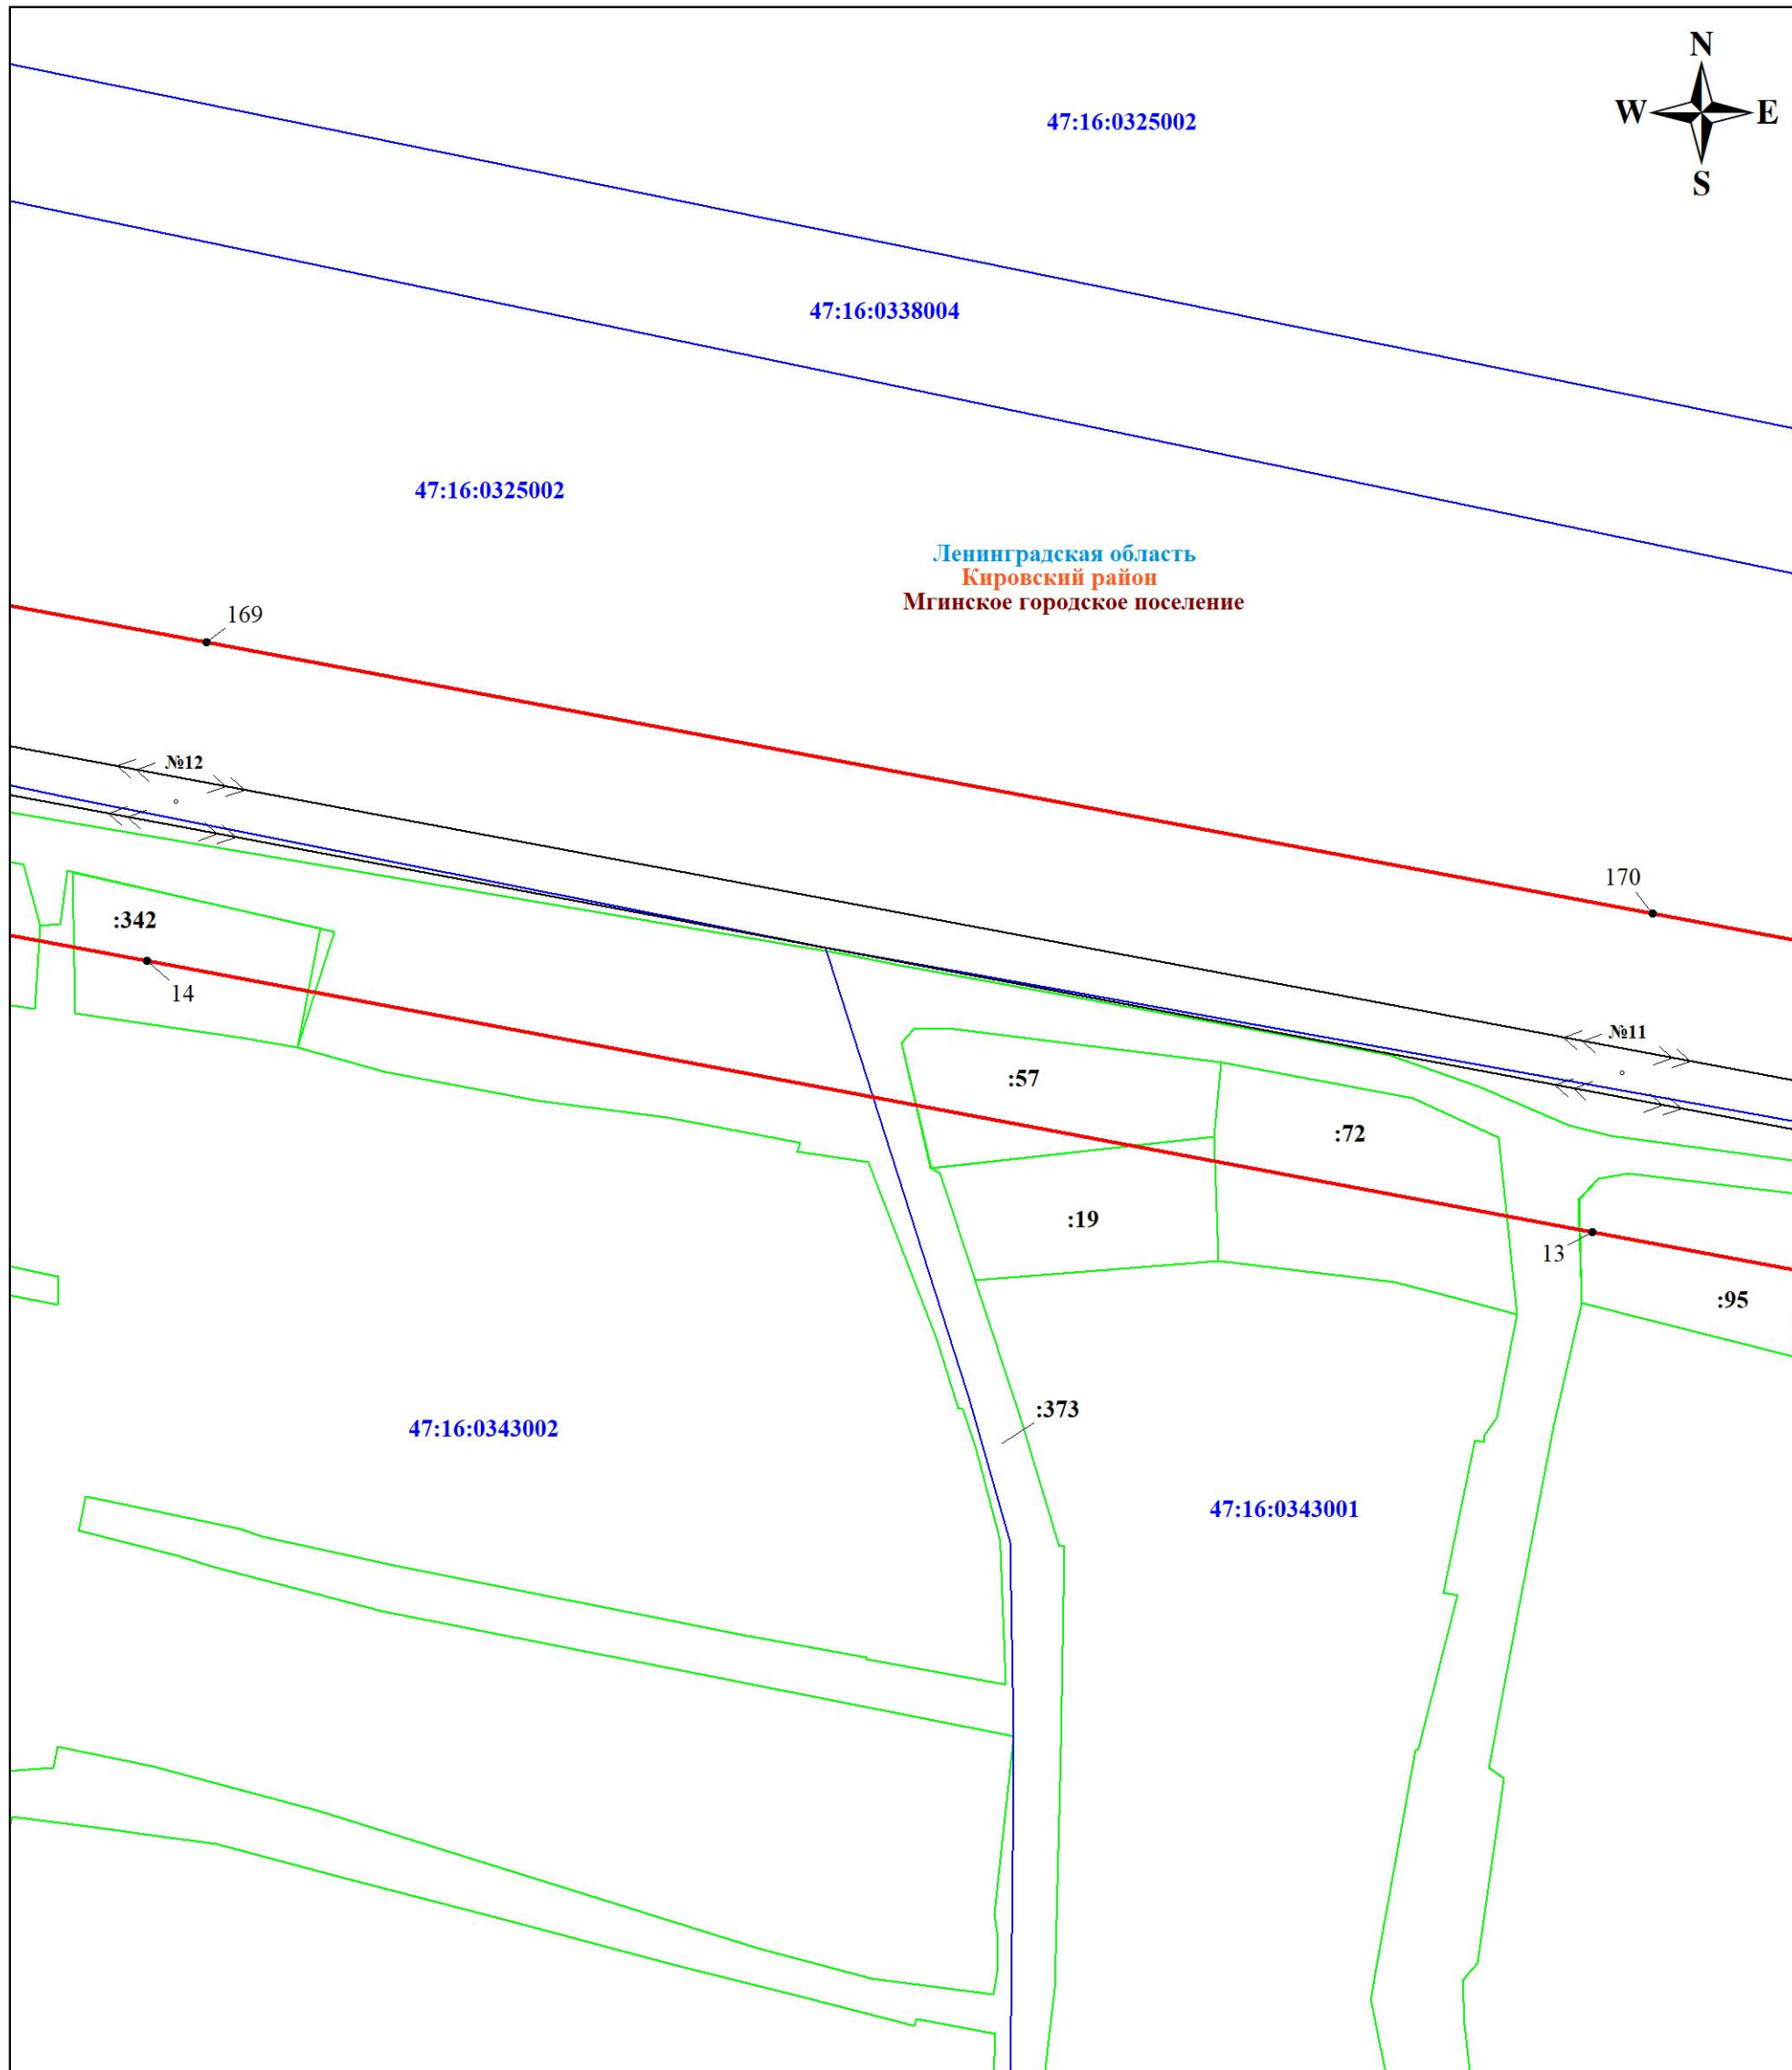 N
W E
S
47:16:0325002
47:16:0338004
47:16:0325002
Ленинградская область
Кировский район
Мгинское городское поселение
169
№12
170
:342
14
№11
:57
:72
:19
13
:95
:373
47:16:0343002
47:16:0343001